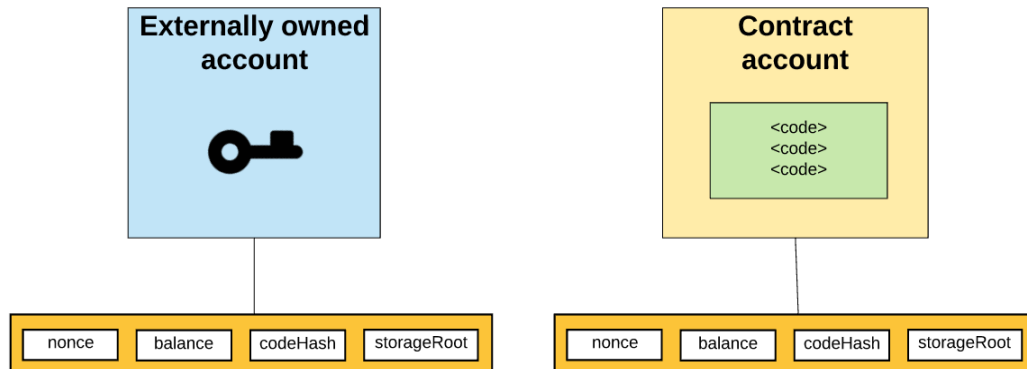 Externally owned
account
Contract
account
<code>
<code>
<code>
nonce balance codeHash storageRoot
nonce balance codeHash storageRoot